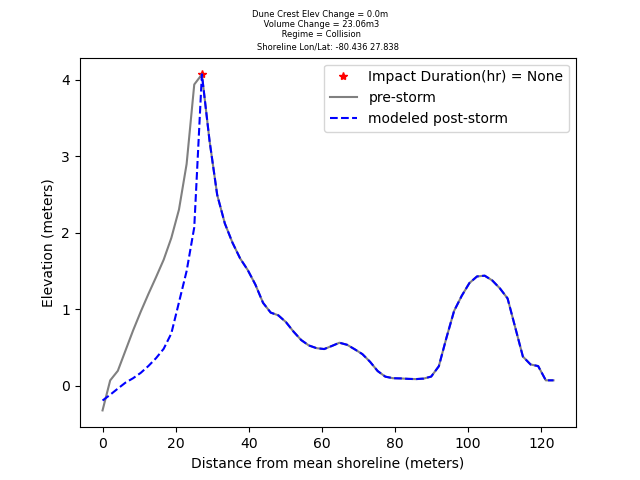 Dune Crest Elev Change = 0.0m
Volume Change = 23.06m3
Regime = Collision
Shoreline Lon/Lat: -80.436 27.838
Impact Duration(hr) = None
pre-storm
modeled post-storm
Elevation (meters)
4
3
2
1
0
0 20 40 60 80 100 120
Distance from mean shoreline (meters)